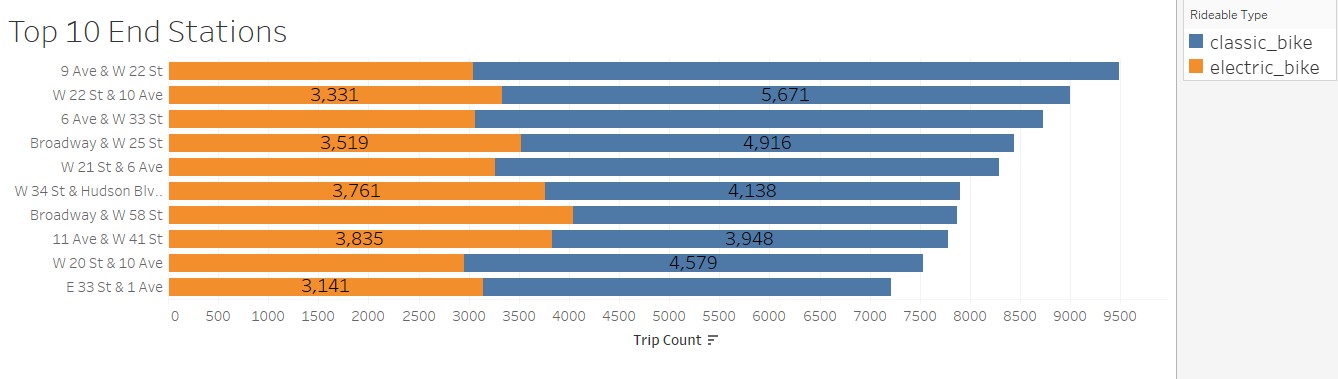 Top 10 End Stations
9 Ave & W 22 St
W 22 St & 10 Ave 3,331 5,671
6 Ave & W 33 St
Broadway & W 25 St 3,519 4,916
W 21 St & 6 Ave
W 34 St & Hudson Blv.. 3,761 4,138
Broadway & W 58 St
11 Ave & W 41 St 3,835 3,948
W 20 St & 10 Ave 4,579
E 33 St & 1 Ave 3,141
0 500 1000 1500 2000 2500 3000 3500 4000 4500 5000 5500 6000 6500 7000 7500 8000 8500 9000 9500
Trip Count
Rideable Type
classic_bike
electric_bike